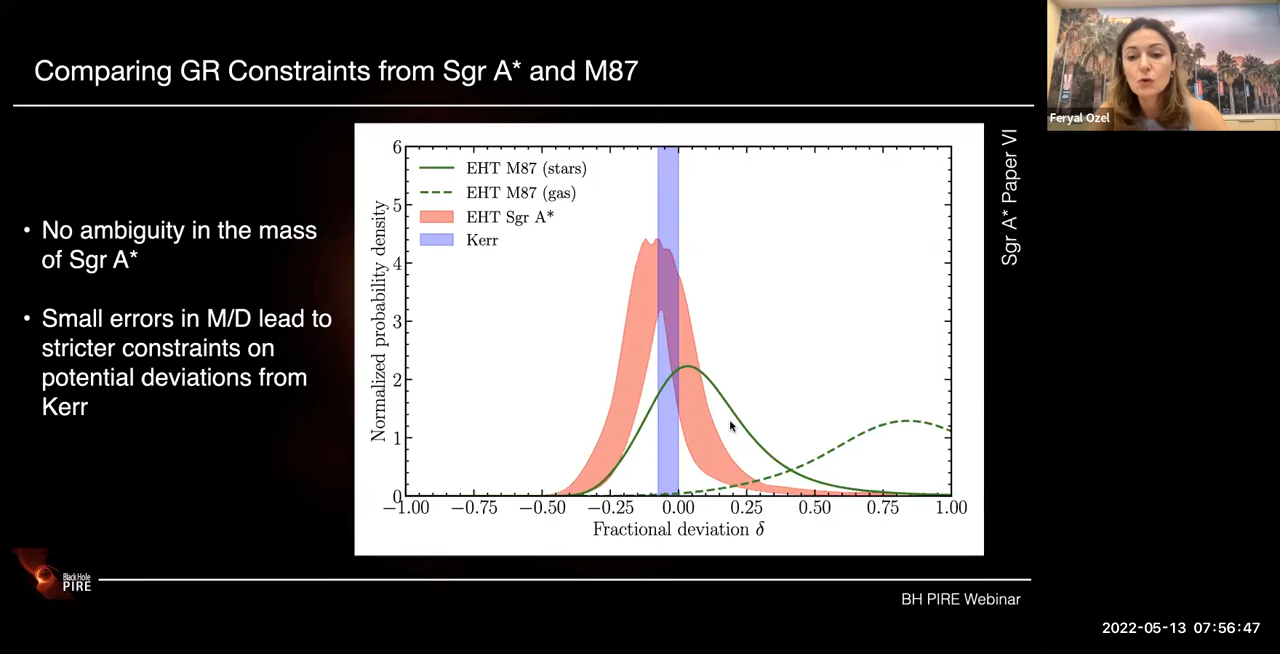 Comparing GR Constraints from Sgr A* and M87
Feryal Ozel
• No ambiguity in the mass
of Sgr A*
• Small errors in M/D lead to
stricter constraints on
potential deviations from
Kerr
EHT M87 (stars)
EHT M87 (gas)
EHT Sgr A*
Kerr
Normalized probability density
6
5
4
3
2
1
0
−1.00 −0.75 −0.50 −0.25 0.00 0.25 0.50 0.75 1.00
Fractional deviation δ
Sgr A* Paper VI
BlackHole
PIRE
BH PIRE Webinar
2022-05-13 07:56:47